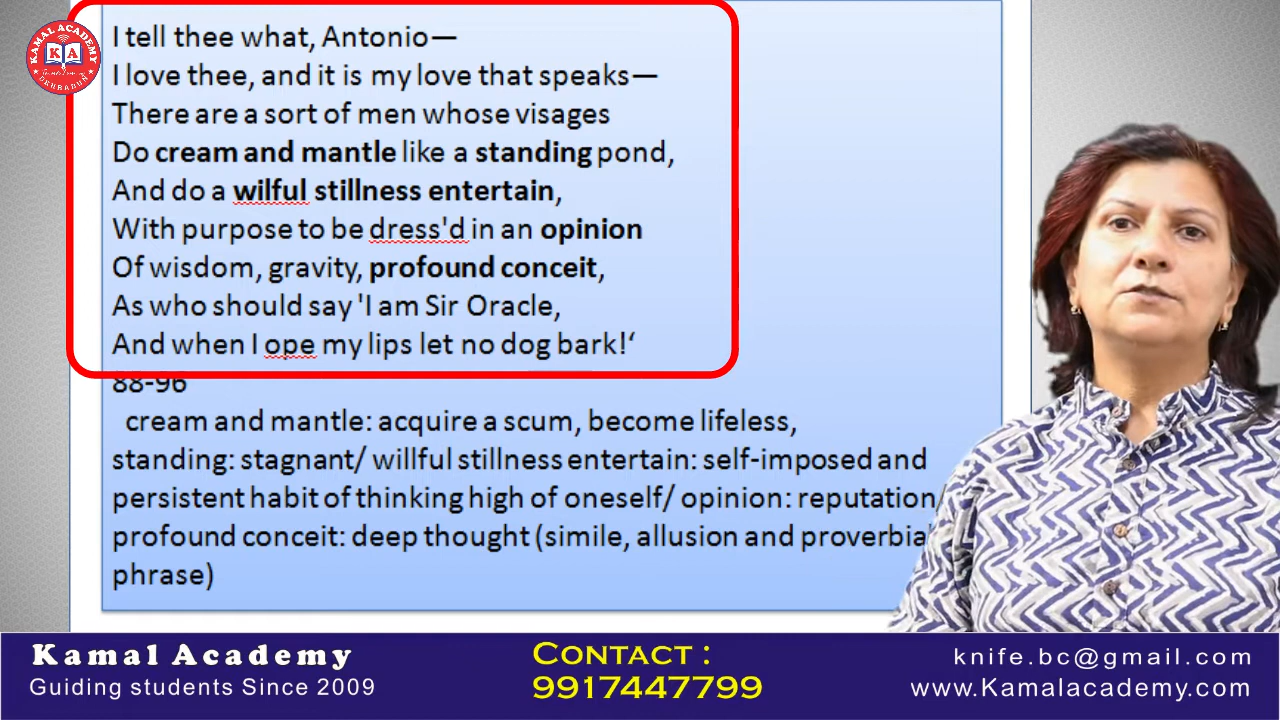 KAMAL ACADEMY
K A
DEHRADUN
I tell thee what, Antonio—
I love thee, and it is my love that speaks—
There are a sort of men whose visages
Do cream and mantle like a standing pond,
And do a wilful stillness entertain,
With purpose to be dress'd in an opinion
Of wisdom, gravity, profound conceit,
As who should say 'I am Sir Oracle,
And when I ope my lips let no dog bark!‘
88-96
cream and mantle: acquire a scum, become lifeless,
standing: stagnant/ willful stillness entertain: self-imposed and
persistent habit of thinking high of oneself/ opinion: reputation/
profound conceit: deep thought (simile, allusion and proverbial
phrase)
Kamal Academy
Guiding students Since 2009
CONTACT :
9917447799
knife.bc@gmail.com
www.Kamalacademy.com